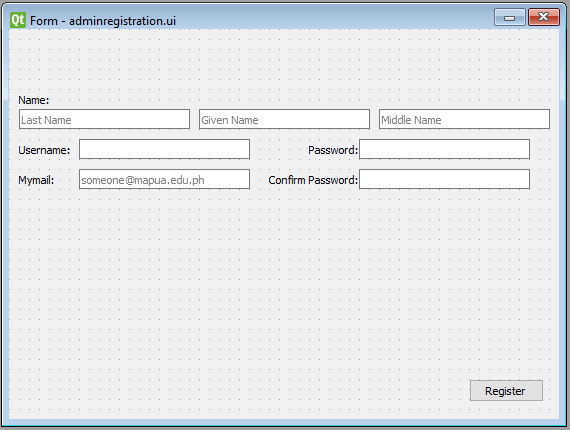 Qt Form - adminregistration.ui
Name:
Last Name Given Name Middle Name
Username: Password:
Mymail: someone@mapua.edu.ph Confirm Password:
Register